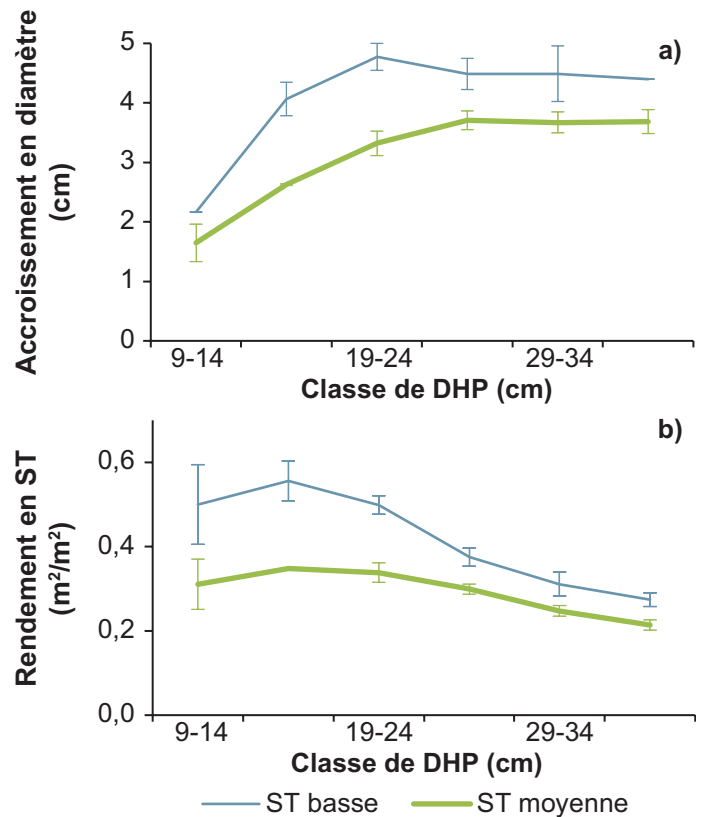 a)
Accroissement en diamètre
(cm)
5
4
3
2
1
0
9-14
19-24
29-34
Classe de DHP (cm)
b)
Rendement en ST
(m²/m²)
0,6
0,4
0,2
0,0
9-14
19-24
29-34
Classe de DHP (cm)
ST basse
ST moyenne